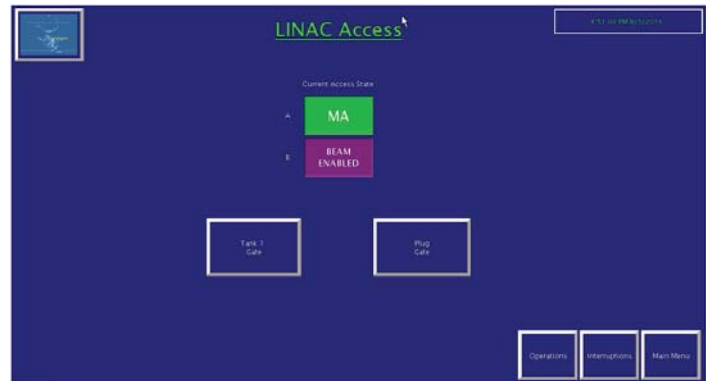 LINAC Access
Current Access State
A
MA
B
BEAM
ENABLED
Tank 1
Gate
Plug
Gate
Operations
Interruptions
Main Menu